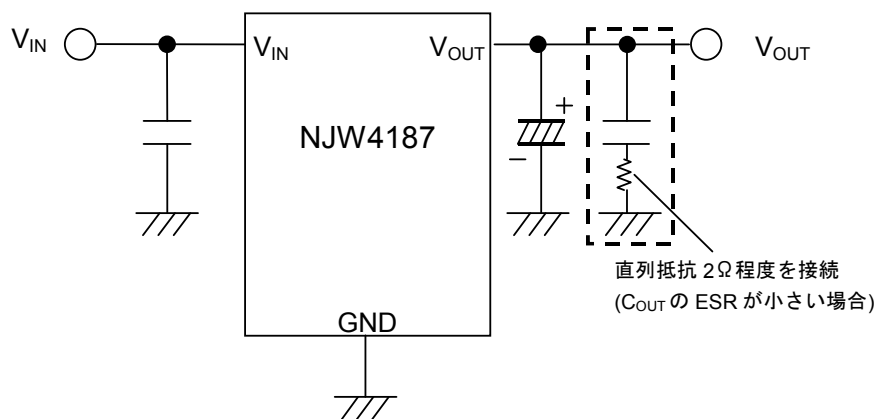 VIN
VIN
VOUT
VOUT
NJW4187
+
−
GND
直列抵抗 2Ω程度を接続
(COUT の ESR が小さい場合)